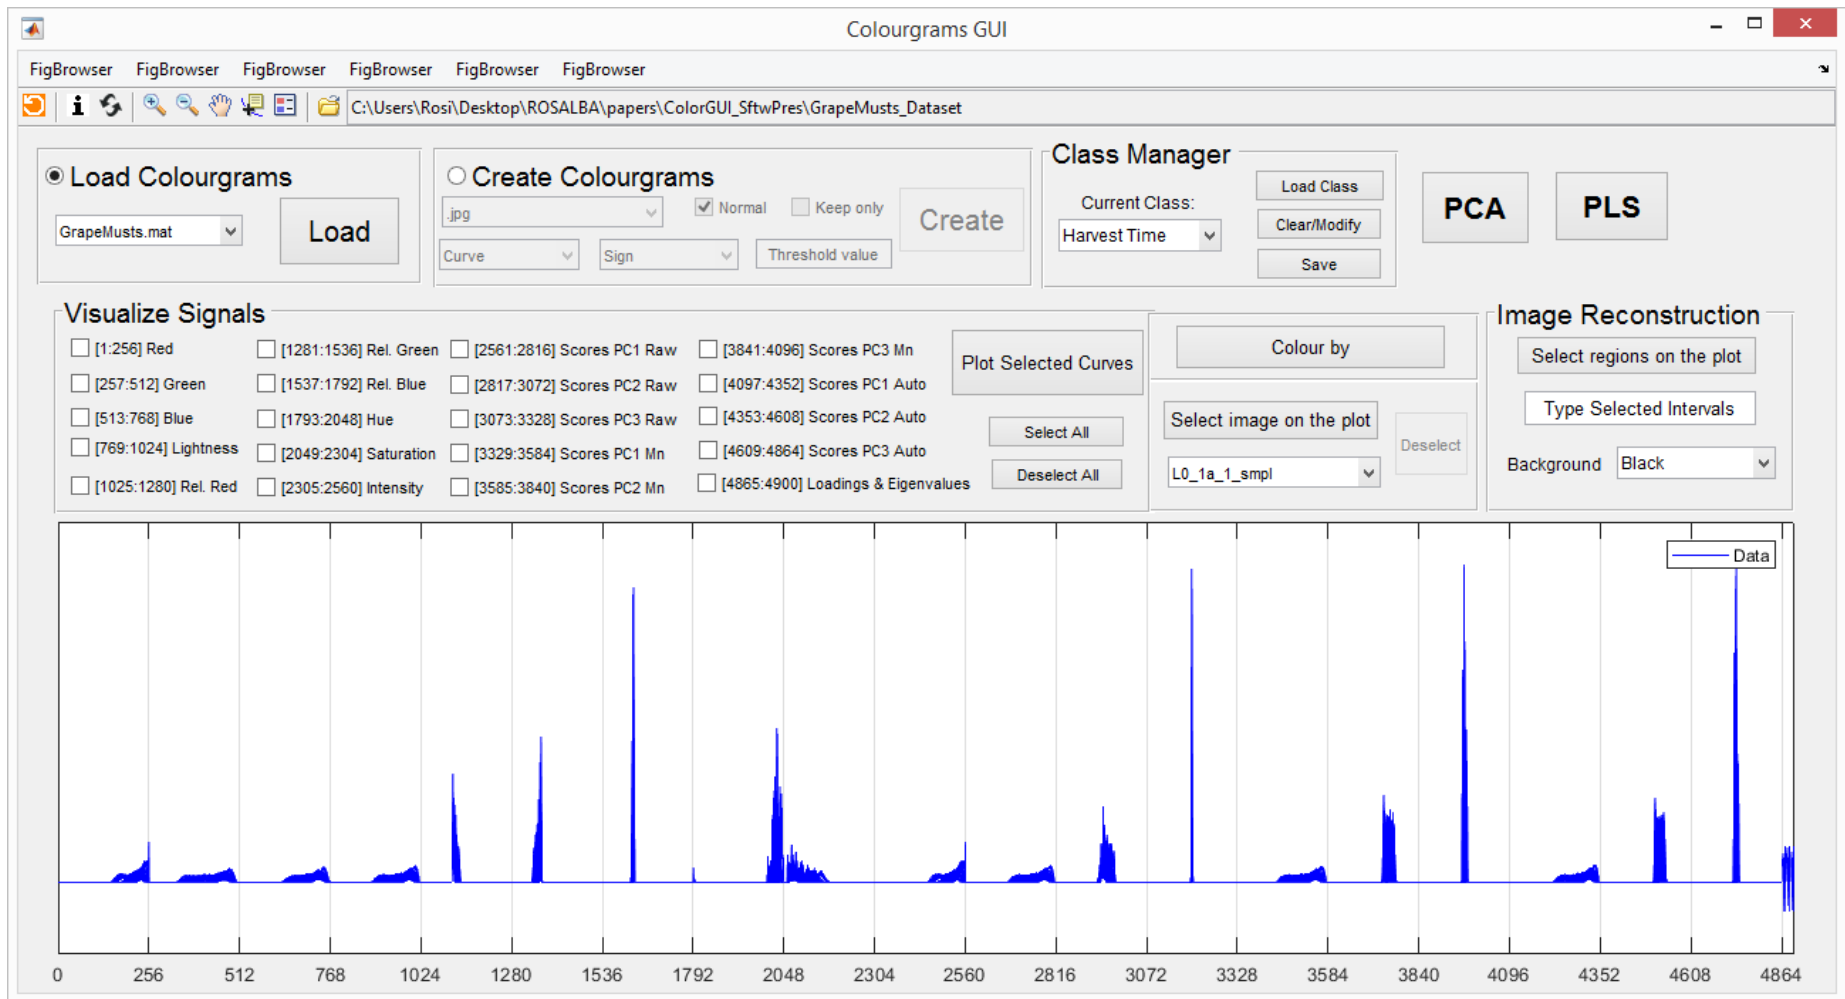 Colourgrams GUI
FigBrowser FigBrowser FigBrowser FigBrowser FigBrowser FigBrowser
C:\Users\Rosi\Desktop\ROSALBA\papers\ColorGUI_SftwPres\GrapeMusts_Dataset
Load Colourgrams
GrapeMusts.mat
Load
Create Colourgrams
.jpg
Normal
Keep only
Curve
Sign
Threshold value
Create
Class Manager
Current Class:
Harvest Time
Load Class
Clear/Modify
Save
PCA
PLS
Visualize Signals
[1:256] Red
[257:512] Green
[513:768] Blue
[769:1024] Lightness
[1025:1280] Rel. Red
[1281:1536] Rel. Green
[1537:1792] Rel. Blue
[1793:2048] Hue
[2049:2304] Saturation
[2305:2560] Intensity
[2561:2816] Scores PC1 Raw
[2817:3072] Scores PC2 Raw
[3073:3328] Scores PC3 Raw
[3329:3584] Scores PC1 Mn
[3585:3840] Scores PC2 Mn
[3841:4096] Scores PC3 Mn
[4097:4352] Scores PC1 Auto
[4353:4608] Scores PC2 Auto
[4609:4864] Scores PC3 Auto
[4865:4900] Loadings & Eigenvalues
Plot Selected Curves
Select All
Deselect All
Colour by
Select image on the plot
L0_1a_1_smpl
Deselect
Image Reconstruction
Select regions on the plot
Type Selected Intervals
Background
Black
Data
0 256 512 768 1024 1280 1536 1792 2048 2304 2560 2816 3072 3328 3584 3840 4096 4352 4608 4864